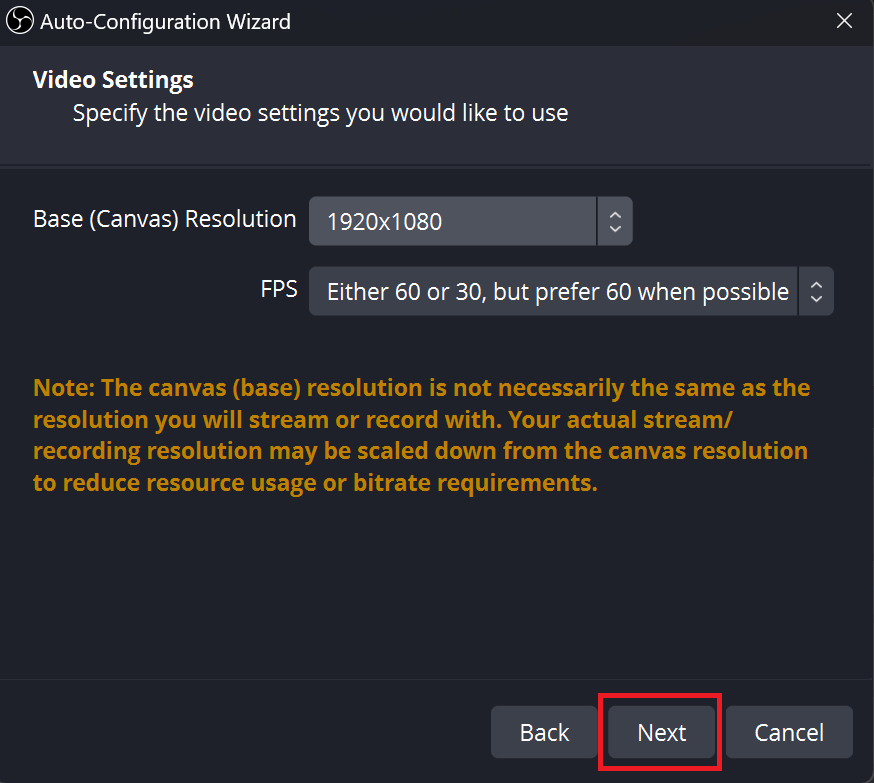 Auto-Configuration Wizard
Video Settings
Specify the video settings you would like to use
Base (Canvas) Resolution 1920x1080
FPS Either 60 or 30, but prefer 60 when possible
Note: The canvas (base) resolution is not necessarily the same as the
resolution you will stream or record with. Your actual stream/
recording resolution may be scaled down from the canvas resolution
to reduce resource usage or bitrate requirements.
Back Next Cancel